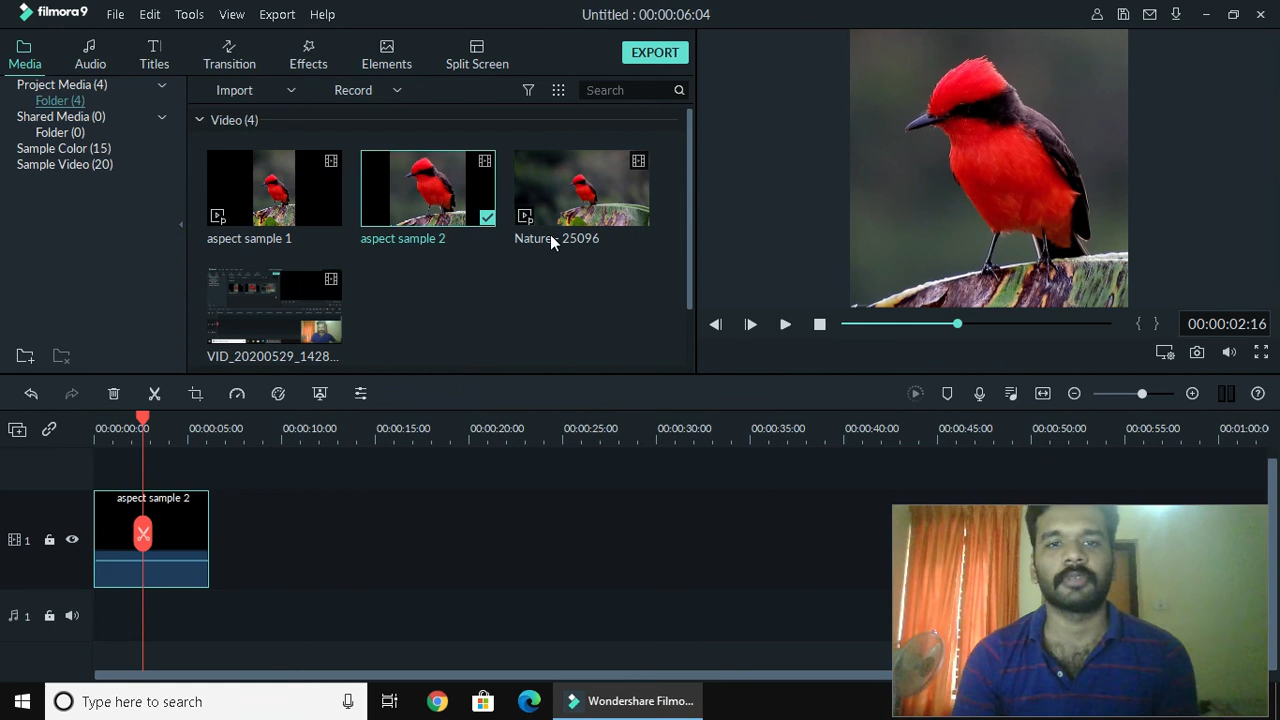 filmora9 File Edit Tools View Export Help Untitled : 00:00:06:04
Media Audio Titles Transition Effects Elements Split Screen EXPORT
Project Media (4)
Folder (4)
Shared Media (0)
Folder (0)
Sample Color (15)
Sample Video (20)
Import Record Search
Video (4)
aspect sample 1 aspect sample 2 Nature - 25096
VID_20200529_1428...
00:00:02:16
00:00:00:00 00:00:05:00 00:00:10:00 00:00:15:00 00:00:20:00 00:00:25:00 00:00:30:00 00:00:35:00 00:00:40:00 00:00:45:00 00:00:50:00 00:00:55:00 00:01:00:0
aspect sample 2
1
1
Type here to search Wondershare Filmo...